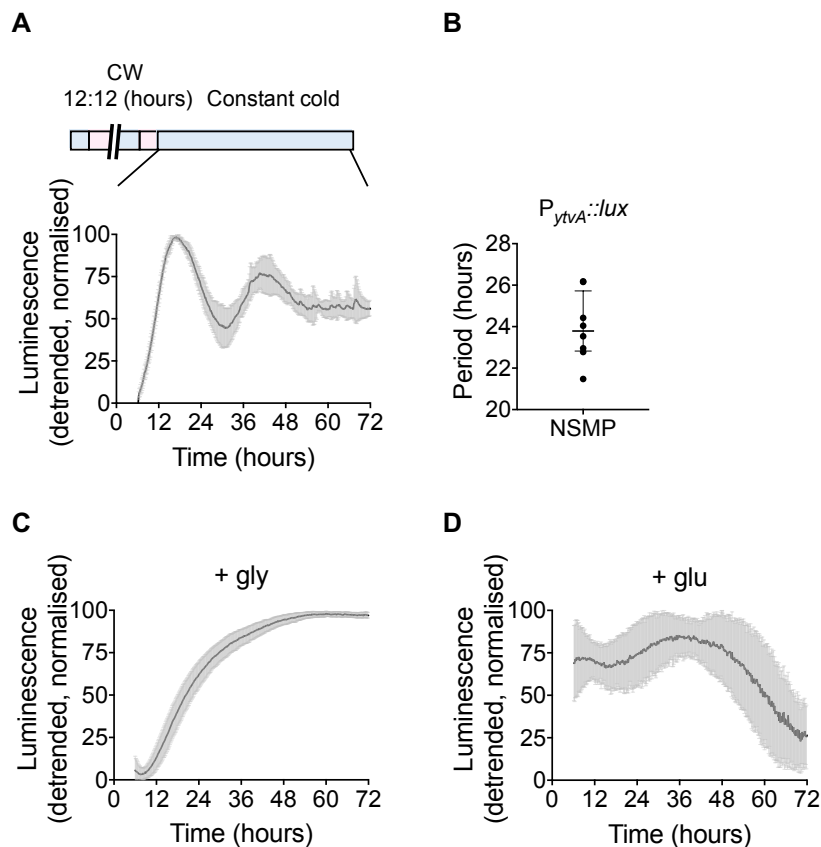 A
CW
12:12 (hours) Constant cold
Luminescence
(detrended, normalised)
100
75
50
25
0
0 12 24 36 48 60 72
Time (hours)
B
P_ytvA::lux
Period (hours)
28
26
24
22
20
NSMP
C
+ gly
Luminescence
(detrended, normalised)
100
75
50
25
0
0 12 24 36 48 60 72
Time (hours)
D
+ glu
Luminescence
(detrended, normalised)
100
75
50
25
0
0 12 24 36 48 60 72
Time (hours)